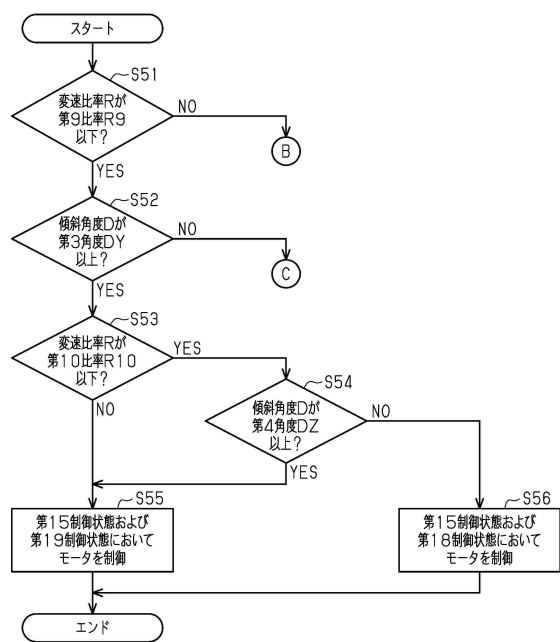 スタート
S51
変速比率Rが
第9比率R9
以下?
NO
B
YES
S52
傾斜角度Dが
第3角度DY
以上?
NO
C
YES
S53
変速比率Rが
第10比率R10
以下?
YES
NO
S54
傾斜角度Dが
第4角度DZ
以上?
NO
YES
S55
第15制御状態および
第19制御状態において
モータを制御
S56
第15制御状態および
第18制御状態において
モータを制御
エンド